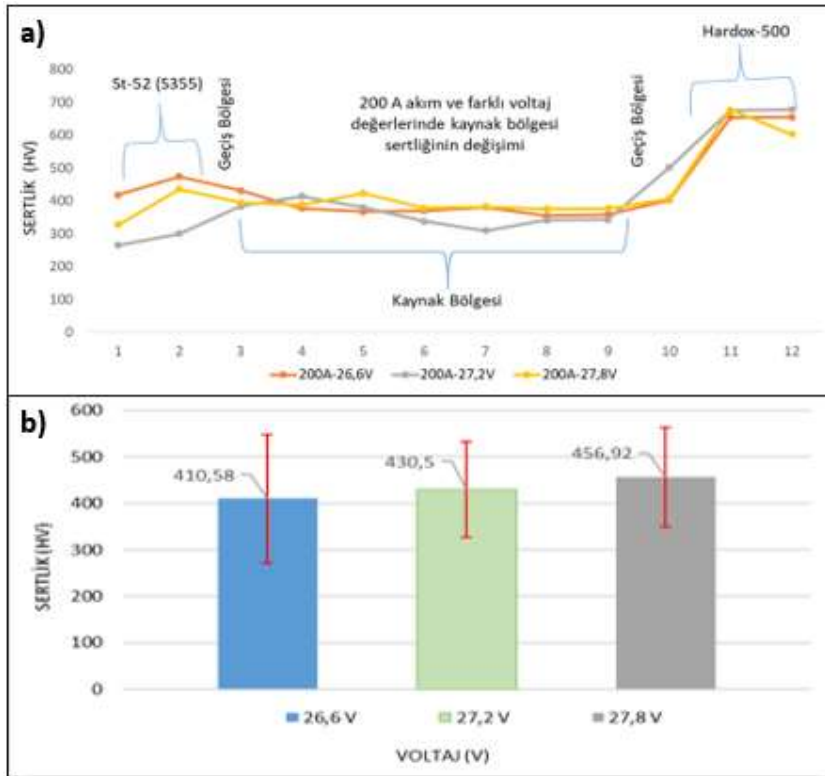 a)
Hardox-500
St-52 (S355)
Geçiş Bölgesi
200 A akım ve farklı voltaj
değerlerinde kaynak bölgesi
sertliğinin değişimi
Geçiş Bölgesi
SERTLİK (HV)
800
700
600
500
400
300
200
100
0
Kaynak Bölgesi
1 2 3 4 5 6 7 8 9 10 11 12
200A-26,6V 200A-27,2V 200A-27,8V
b)
SERTLİK (HV)
600
500
400
300
200
100
0
410,58 430,5 456,92
26,6 V 27,2 V 27,8 V
VOLTAJ (V)